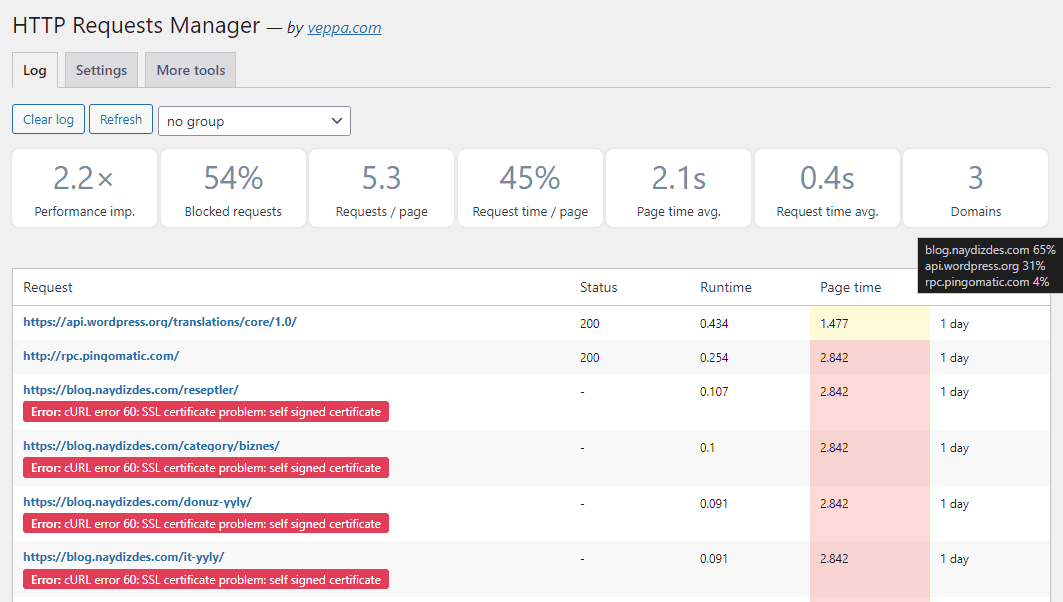 HTTP Requests Manager — by veppa.com
Log Settings More tools
Clear log Refresh no group
2.2× 54% 5.3 45% 2.1s 0.4s 3
Performance imp. Blocked requests Requests / page Request time / page Page time avg. Request time avg. Domains
blog.naydizdes.com 65%
api.wordpress.org 31%
rpc.pingomatic.com 4%
Request Status Runtime Page time
https://api.wordpress.org/translations/core/1.0/ 200 0.434 1.477 1 day
http://rpc.pingomatic.com/ 200 0.254 2.842 1 day
https://blog.naydizdes.com/reseptler/ - 0.107 2.842 1 day
Error: cURL error 60: SSL certificate problem: self signed certificate
https://blog.naydizdes.com/category/biznes/ - 0.1 2.842 1 day
Error: cURL error 60: SSL certificate problem: self signed certificate
https://blog.naydizdes.com/donuz-yyly/ - 0.091 2.842 1 day
Error: cURL error 60: SSL certificate problem: self signed certificate
https://blog.naydizdes.com/it-yyly/ - 0.091 2.842 1 day
Error: cURL error 60: SSL certificate problem: self signed certificate